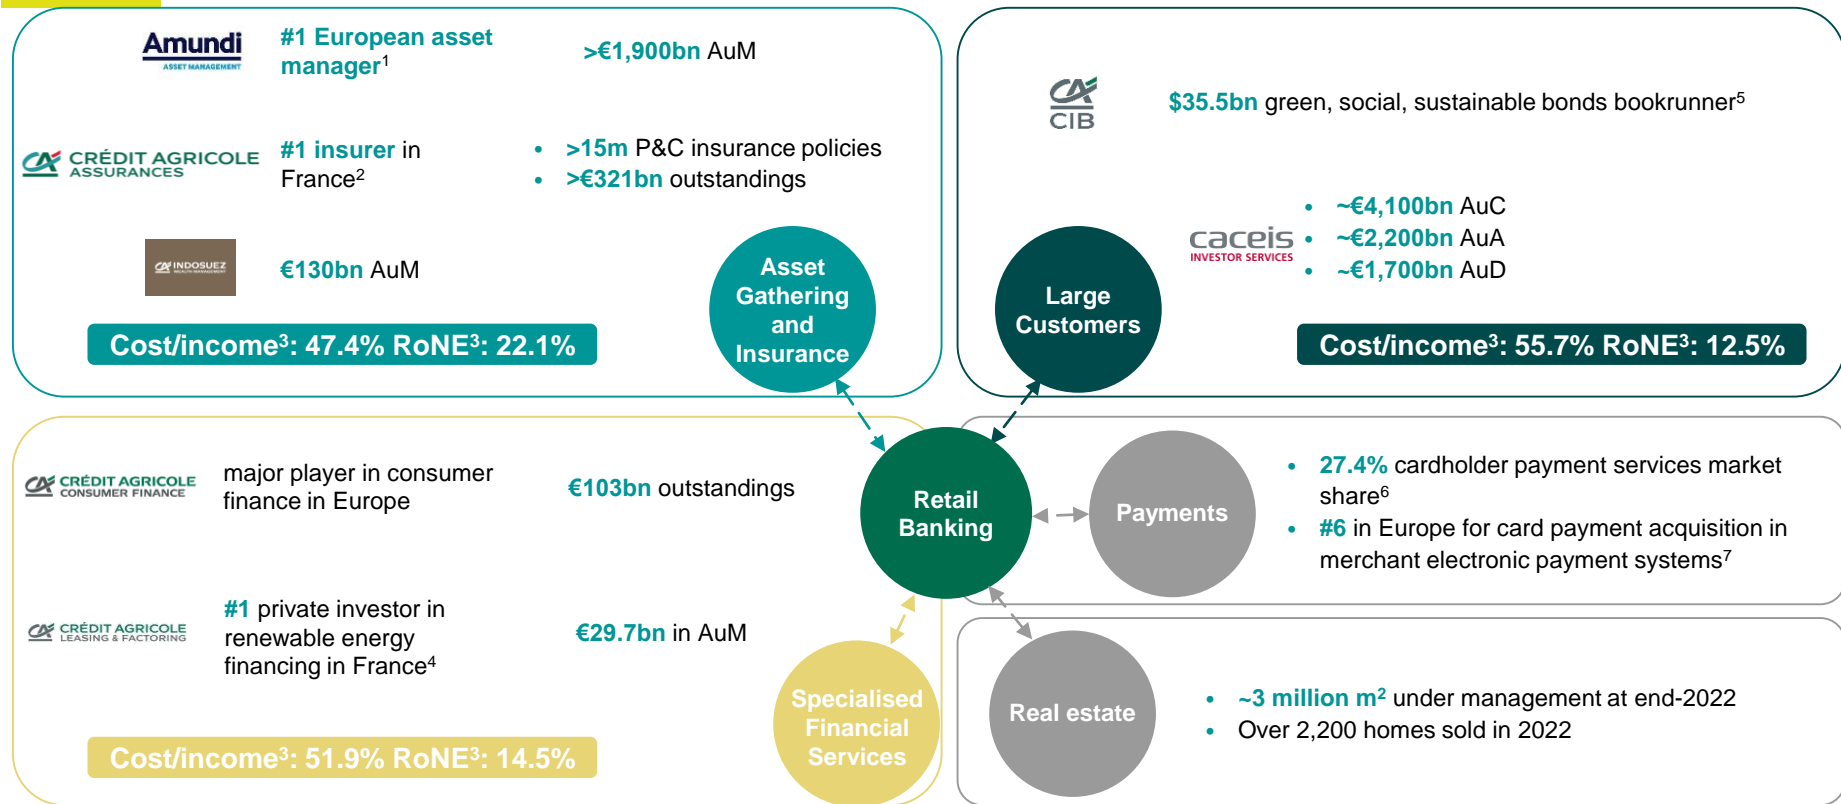 Amundi
ASSET MANAGEMENT
#1 European asset
manager¹
>€1,900bn AuM
CRÉDIT AGRICOLE
ASSURANCES
#1 insurer in
France²
• >15m P&C insurance policies
• >€321bn outstandings
CA INDOSUEZ
WEALTH MANAGEMENT
€130bn AuM
Asset
Gathering
and
Insurance
Cost/income³: 47.4% RoNE³: 22.1%
CA
CIB
$35.5bn green, social, sustainable bonds bookrunner⁵
caceis
INVESTOR SERVICES
• ~€4,100bn AuC
• ~€2,200bn AuA
• ~€1,700bn AuD
Large
Customers
Cost/income³: 55.7% RoNE³: 12.5%
CRÉDIT AGRICOLE
CONSUMER FINANCE
major player in consumer
finance in Europe
€103bn outstandings
CRÉDIT AGRICOLE
LEASING & FACTORING
#1 private investor in
renewable energy
financing in France⁴
€29.7bn in AuM
Specialised
Financial
Services
Cost/income³: 51.9% RoNE³: 14.5%
Retail
Banking
Payments
• 27.4% cardholder payment services market
share⁶
• #6 in Europe for card payment acquisition in
merchant electronic payment systems⁷
Real estate
• ~3 million m² under management at end-2022
• Over 2,200 homes sold in 2022